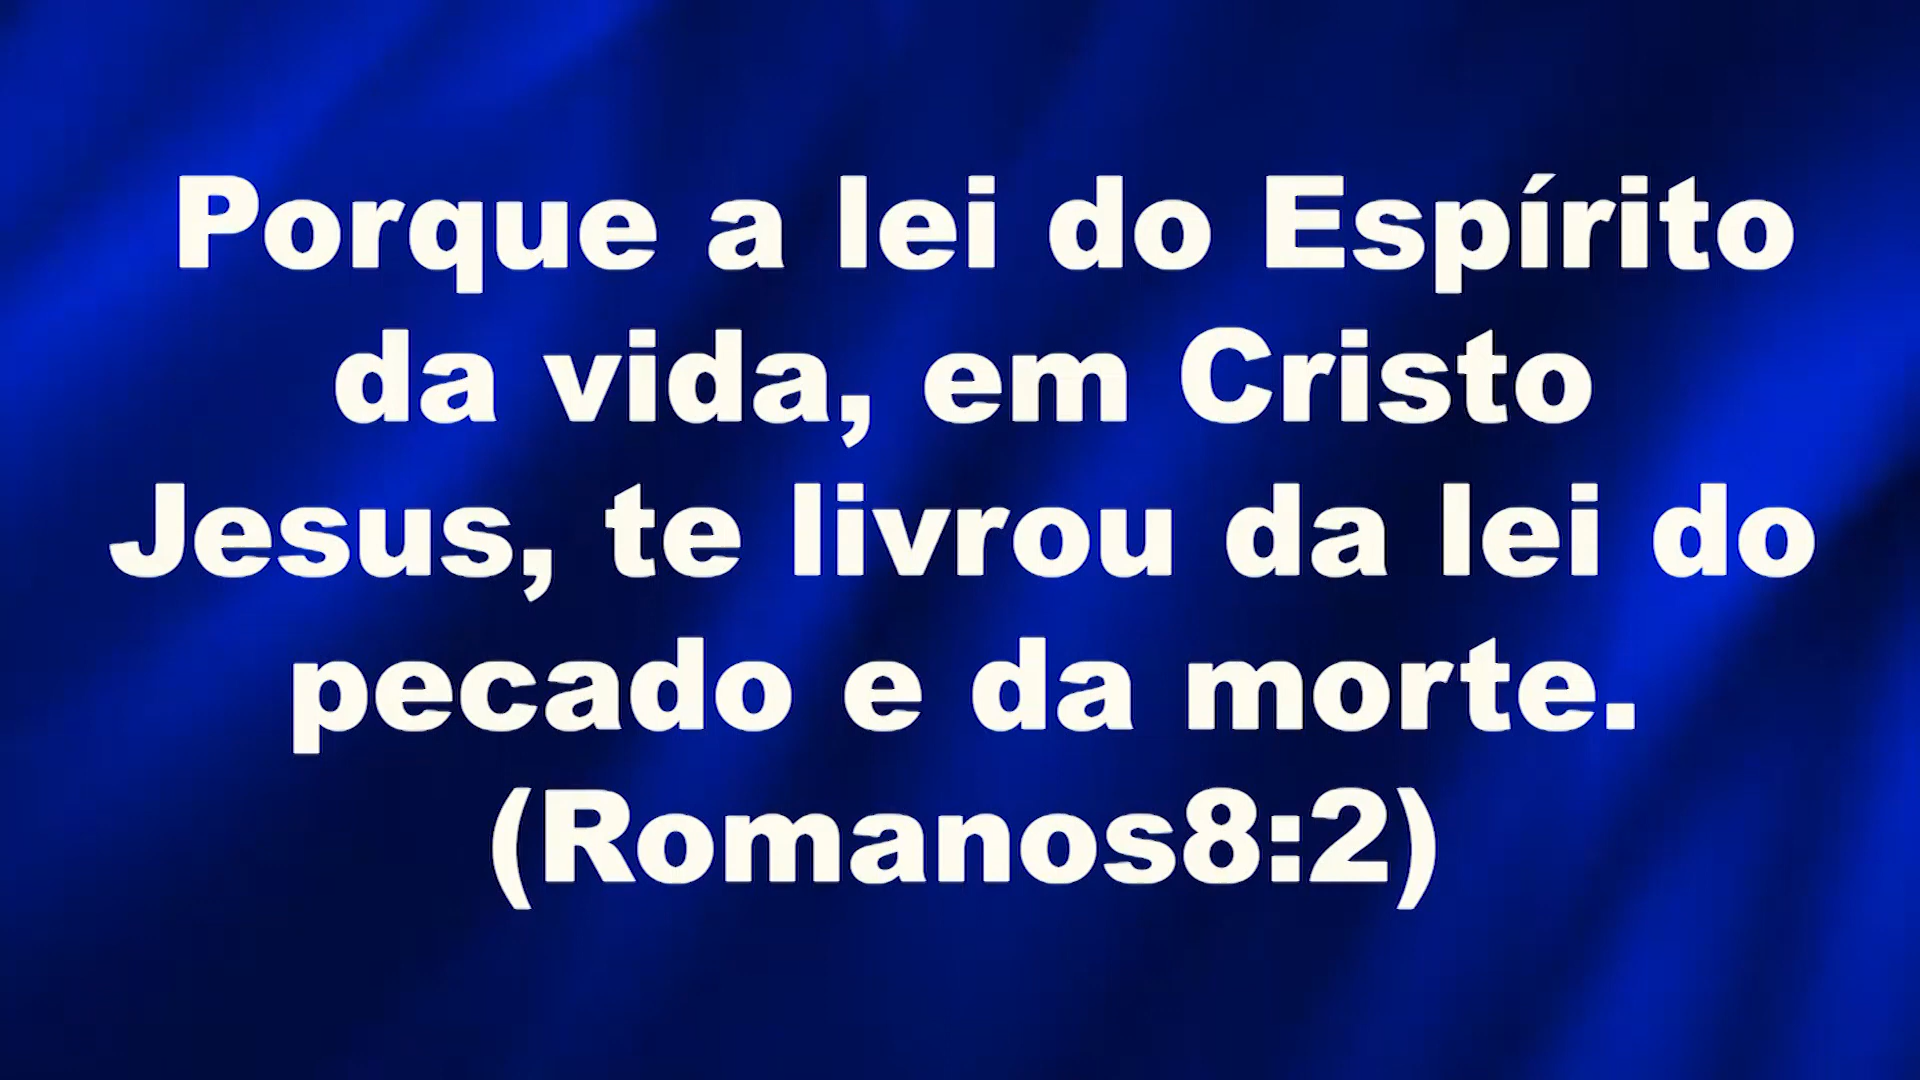 Porque a lei do Espírito
da vida, em Cristo
Jesus, te livrou da lei do
pecado e da morte.
(Romanos8:2)